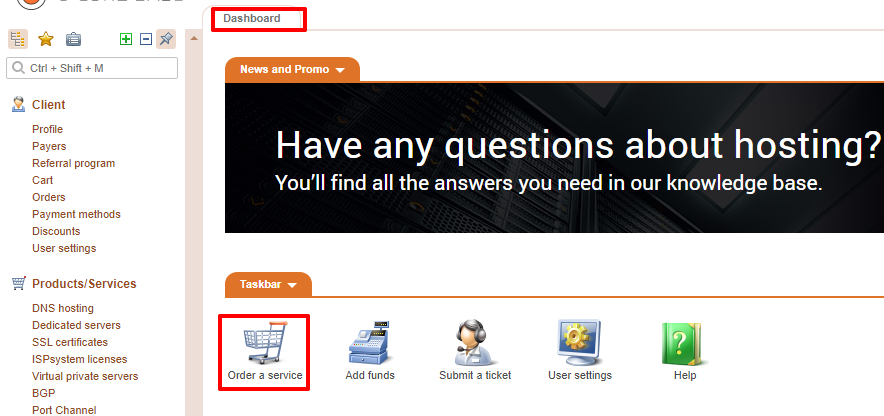 Dashboard
Ctrl + Shift + M
Client
Profile
Payers
Referral program
Cart
Orders
Payment methods
Discounts
User settings
Products/Services
DNS hosting
Dedicated servers
SSL certificates
ISPsystem licenses
Virtual private servers
BGP
Port Channel
News and Promo
Have any questions about hosting?
You’ll find all the answers you need in our knowledge base.
Taskbar
Order a service
Add funds
Submit a ticket
User settings
Help